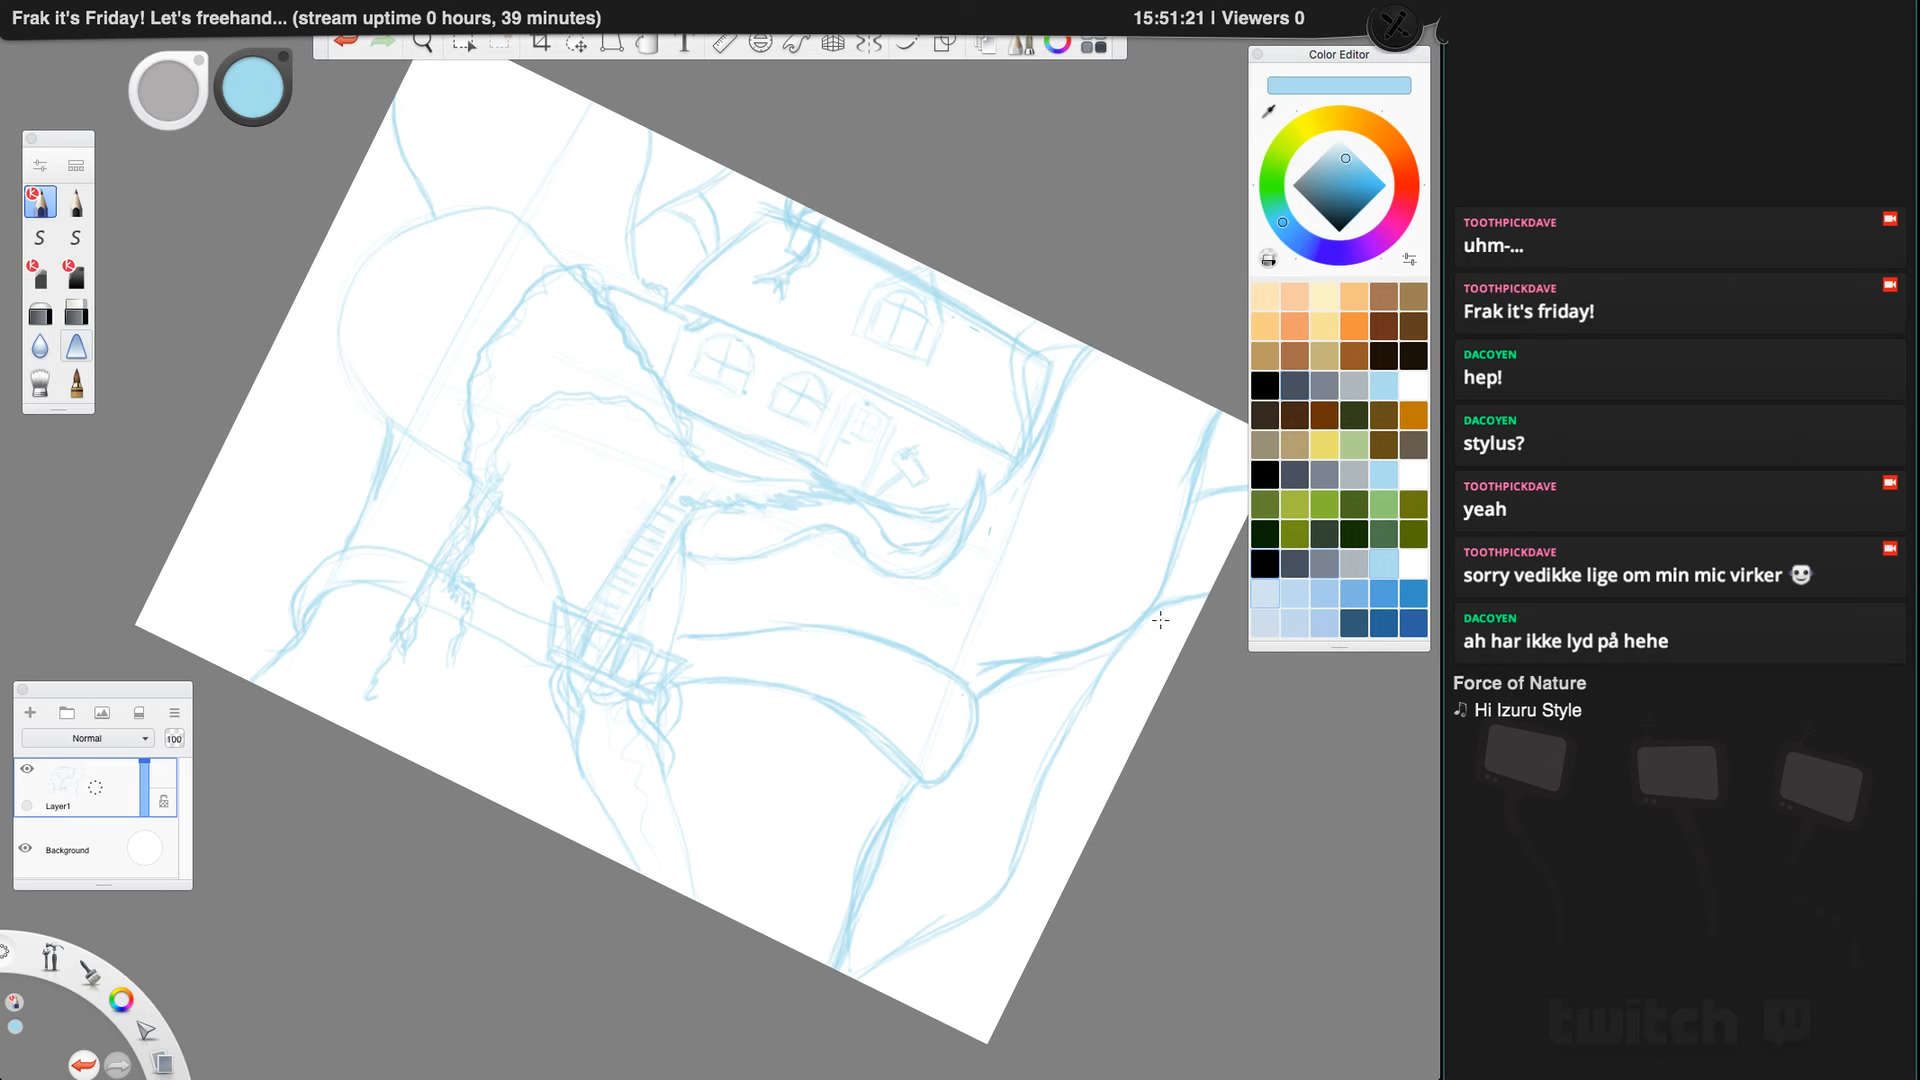 Frak it's Friday! Let's freehand... (stream uptime 0 hours, 39 minutes)
15:51:21 | Viewers 0
Color Editor
TOOTHPICKDAVE
uhm-...
TOOTHPICKDAVE
Frak it's friday!
DACOYEN
hep!
DACOYEN
stylus?
TOOTHPICKDAVE
yeah
TOOTHPICKDAVE
sorry vedikke lige om min mic virker
DACOYEN
ah har ikke lyd på hehe
Force of Nature
Hi Izuru Style
Normal
100
Layer1
Background
twitch